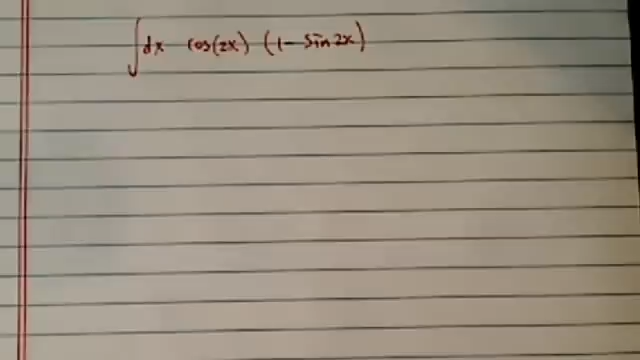 ∫dx cos(2x) (1 - sin 2x)